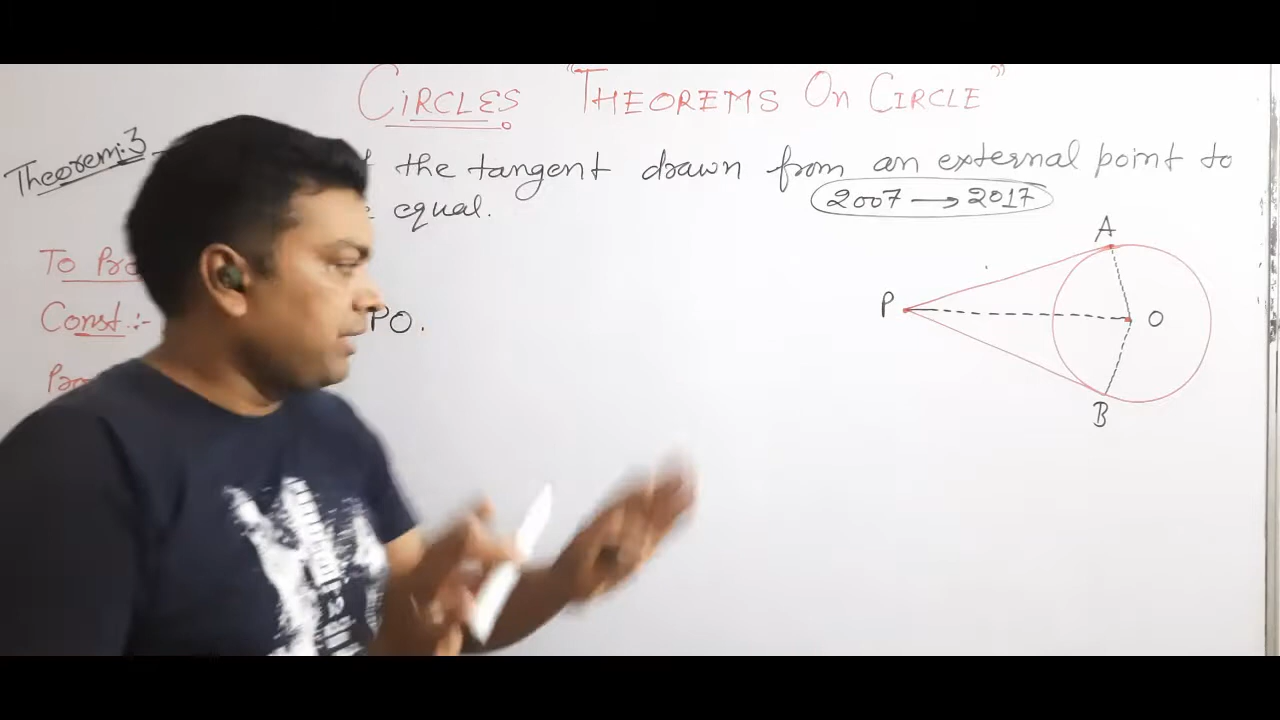 CIRCLES "THEOREMS On CIRCLE"
Theorem:3 the tangent drawn from an external point to
equal.
2007 → 2017
To
Const.:- PO.
A
P
O
B